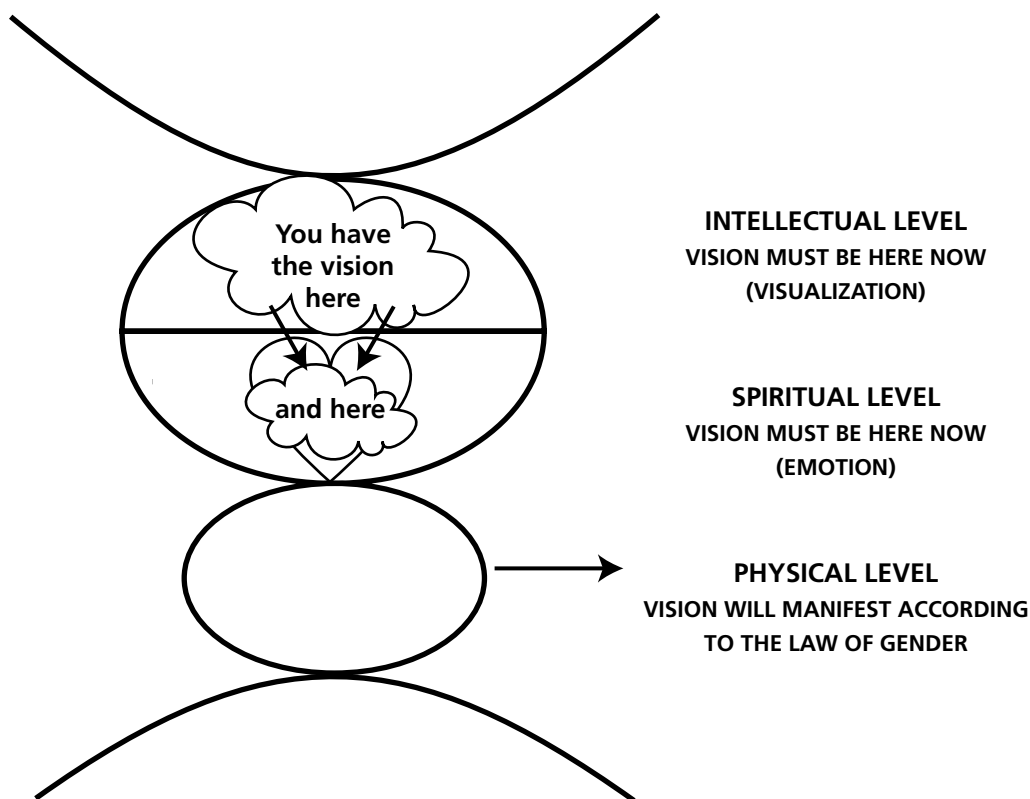 You have
the vision
here
and here
INTELLECTUAL LEVEL
VISION MUST BE HERE NOW
(VISUALIZATION)
SPIRITUAL LEVEL
VISION MUST BE HERE NOW
(EMOTION)
PHYSICAL LEVEL
VISION WILL MANIFEST ACCORDING
TO THE LAW OF GENDER